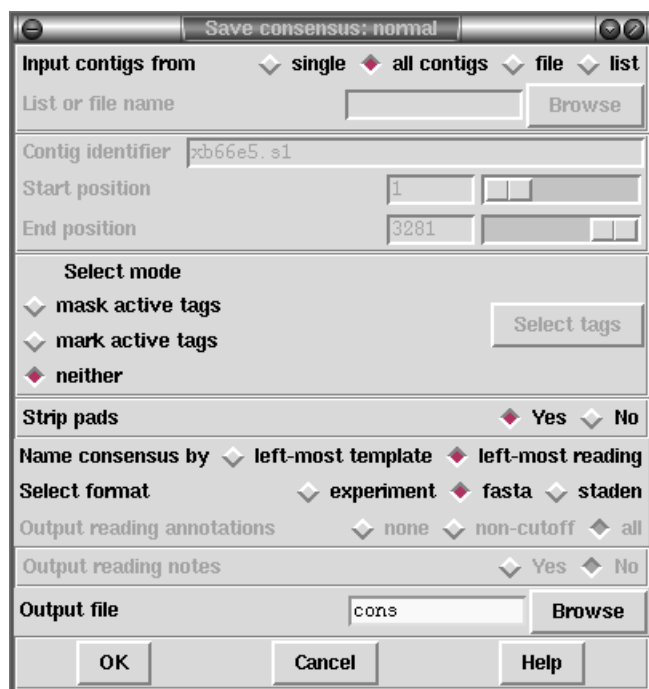 Save consensus: normal
Input contigs from single all contigs file list
List or file name Browse
Contig identifier xb66e5.s1
Start position 1
End position 3281
Select mode
mask active tags
Select tags
mark active tags
neither
Strip pads Yes No
Name consensus by left-most template left-most reading
Select format experiment fasta staden
Output reading annotations none non-cutoff all
Output reading notes Yes No
Output file cons Browse
OK Cancel Help